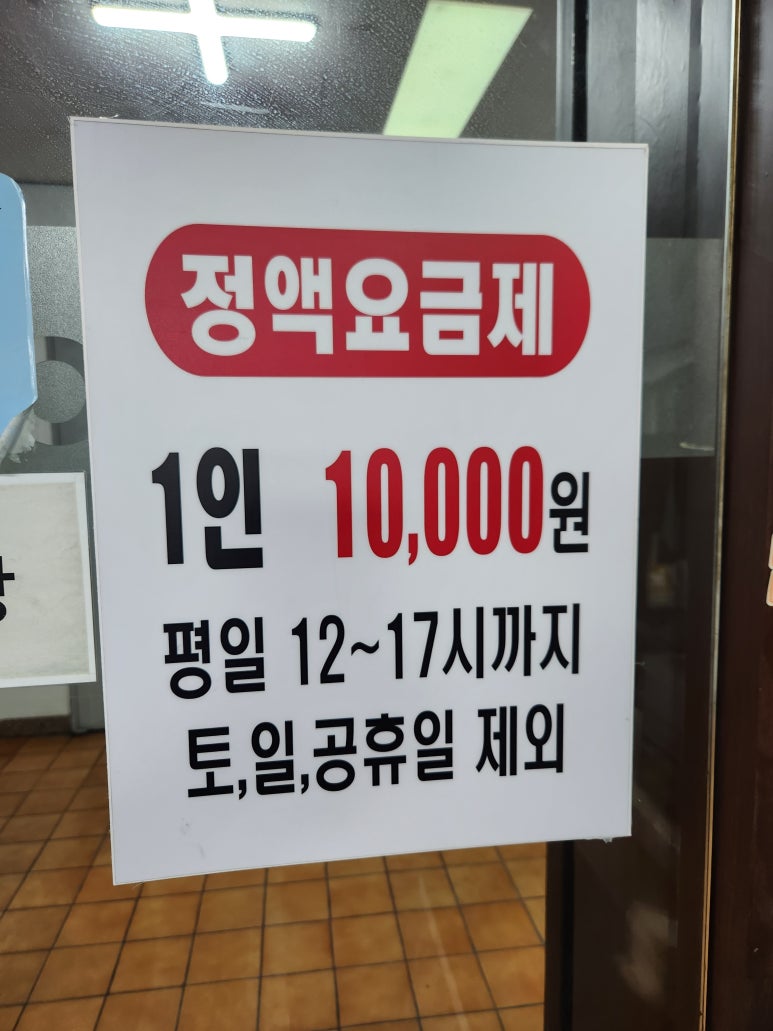 정액요금제
1인 10,000원
평일 12~17시까지
토,일,공휴일 제외